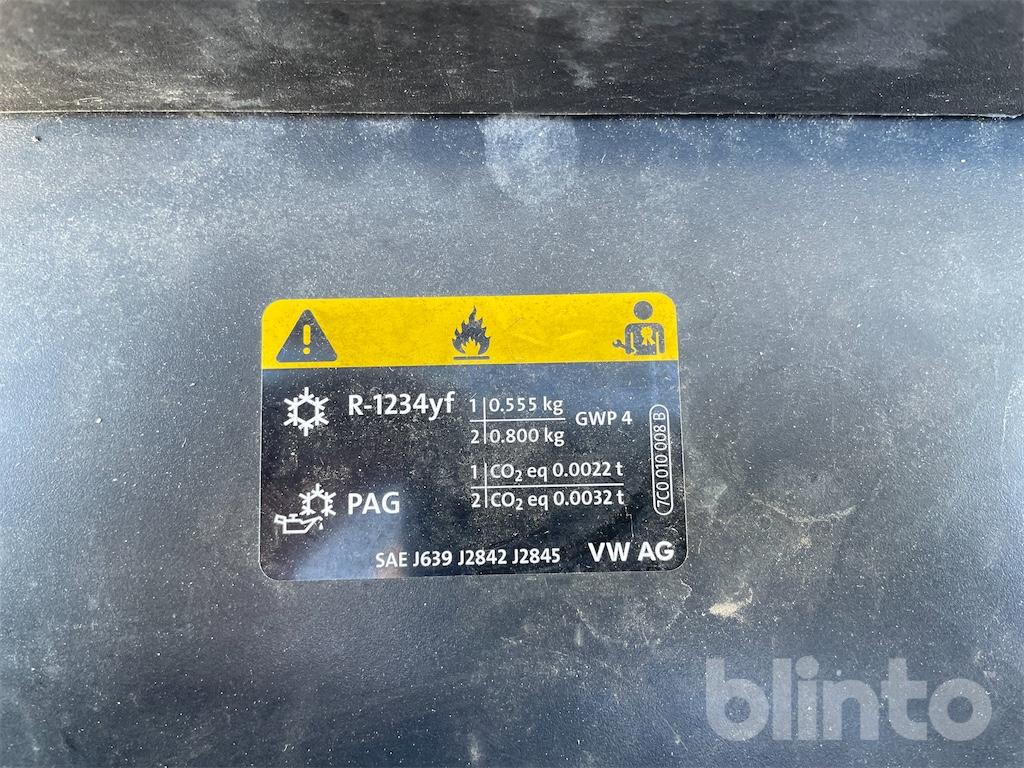 R-1234yf 1 0.555 kg GWP 4
2 0.800 kg
1 CO₂ eq 0.0022 t
PAG 2 CO₂ eq 0.0032 t
SAE J639 J2842 J2845 VW AG
7C0 010 008 B
blinto